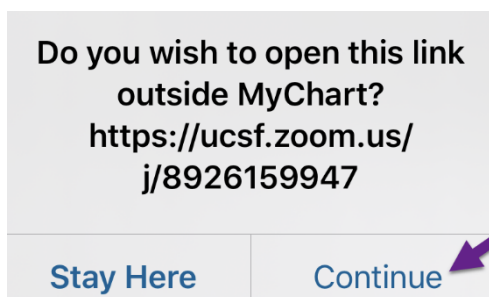 Do you wish to open this link
outside MyChart?
https://ucsf.zoom.us/
j/8926159947
Stay Here
Continue